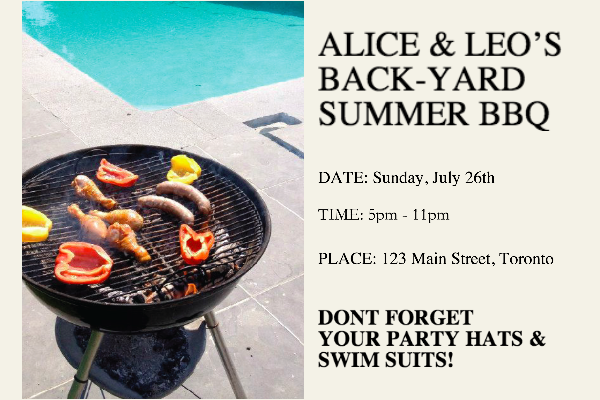 ALICE & LEO'S
BACK-YARD
SUMMER BBQ
DATE: Sunday, July 26th
TIME: 5pm - 11pm
PLACE: 123 Main Street, Toronto
DONT FORGET
YOUR PARTY HATS &
SWIM SUITS!